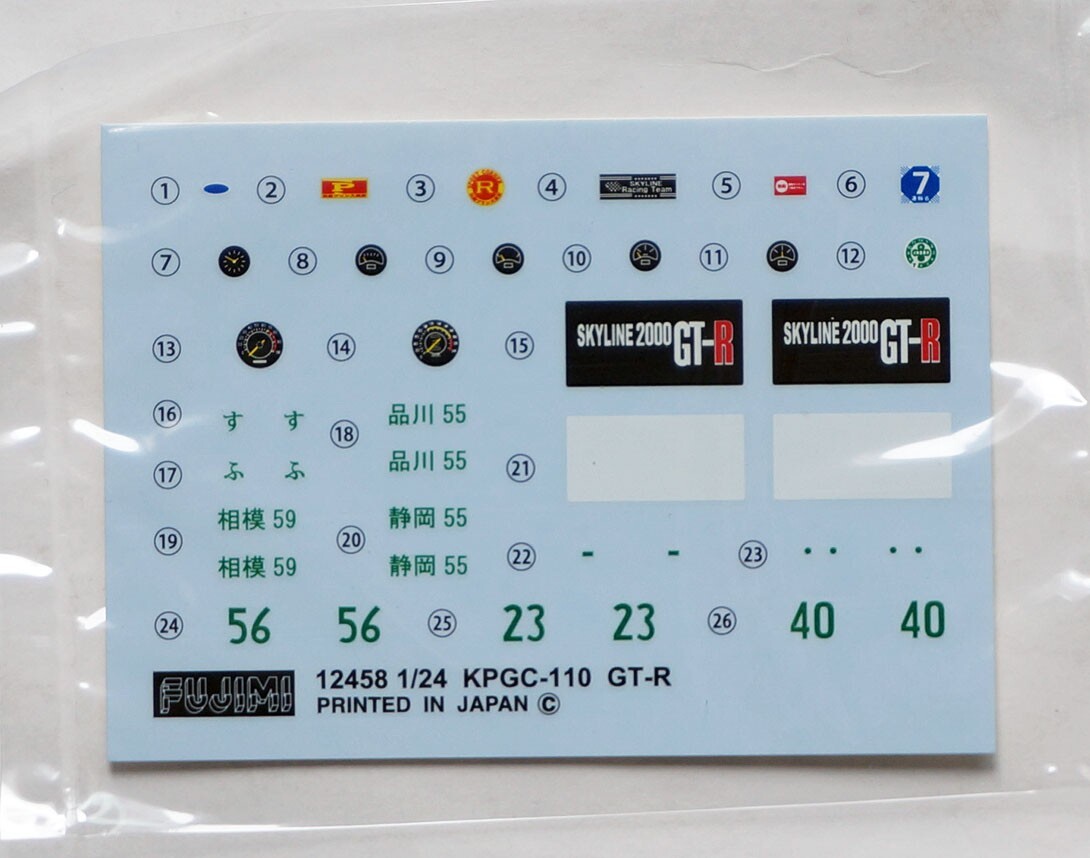 ① ② P ③ R ④ SKYLINE Racing Team ⑤ ⑥ 7
⑦ ⑧ ⑨ ⑩ ⑪ ⑫
⑬ ⑭ ⑮ SKYLINE 2000 GT-R SKYLINE 2000 GT-R
⑯ す す ⑱ 品川 55
⑰ ふ ふ 品川 55 ㉑
⑲ 相模 59 ⑳ 静岡 55
相模 59 静岡 55
㉒ - - ㉓ ・・ ・・
㉔ 56 56 ㉕ 23 23 ㉖ 40 40
FUJIMI 12458 1/24 KPGC-110 GT-R
PRINTED IN JAPAN ©